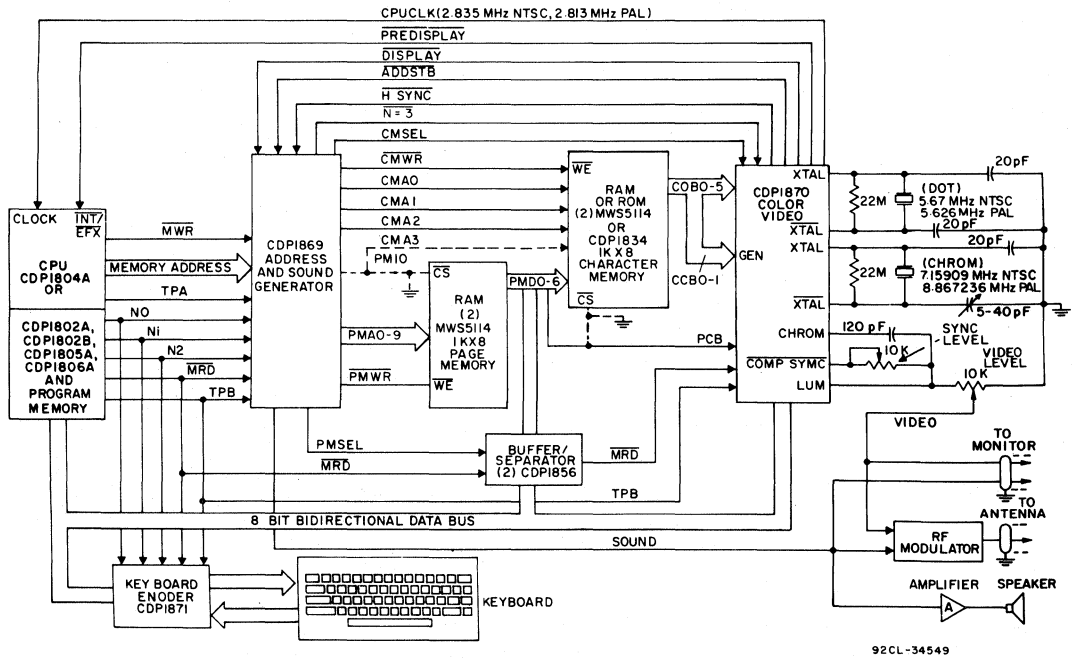 CPUCLK(2.835 MHz NTSC, 2.813 MHz PAL)
PREDISPLAY
DISPLAY
ADDSTB
H SYNC
N = 3
CMSEL
CLOCK
INT/
EFX
CPU
CDP1804A
OR
CDP1802A,
CDP1802B,
CDP1805A,
CDP1806A
AND
PROGRAM
MEMORY
MWR
MEMORY ADDRESS
TPA
NO
Ni
N2
MRD
TPB
CDP1869
ADDRESS
AND SOUND
GENERATOR
CMWR
CMAO
CMA1
CMA2
CMA3
PM10
PMAO-9
PMWR
CS
RAM
(2)
MWS5114
1KX8
PAGE
MEMORY
WE
PMDO-6
WE
RAM
OR ROM
(2) MWS5114
OR
CDP1834
1KX8
CHARACTER
MEMORY
CS
COBO-5
CCBO-1
PCB
CDP1870
COLOR
VIDEO
GEN
XTAL
XTAL
XTAL
XTAL
CHROM
COMP SYMC
LUM
20pF
22M
(DOT)
5.67 MHz NTSC
5.626 MHz PAL
20pF
20pF
22M
(CHROM)
7.15909 MHz NTSC
8.867236 MHz PAL
5-40pF
120 pF
SYNC
LEVEL
10K
VIDEO
LEVEL
10K
VIDEO
PMSEL
MRD
BUFFER/
SEPARATOR
(2) CDP1856
MRD
TPB
8 BIT BIDIRECTIONAL DATA BUS
SOUND
TO
MONITOR
TO
ANTENNA
RF
MODULATOR
AMPLIFIER
SPEAKER
A
KEY BOARD
ENODER
CDP1871
KEYBOARD
92CL-34549